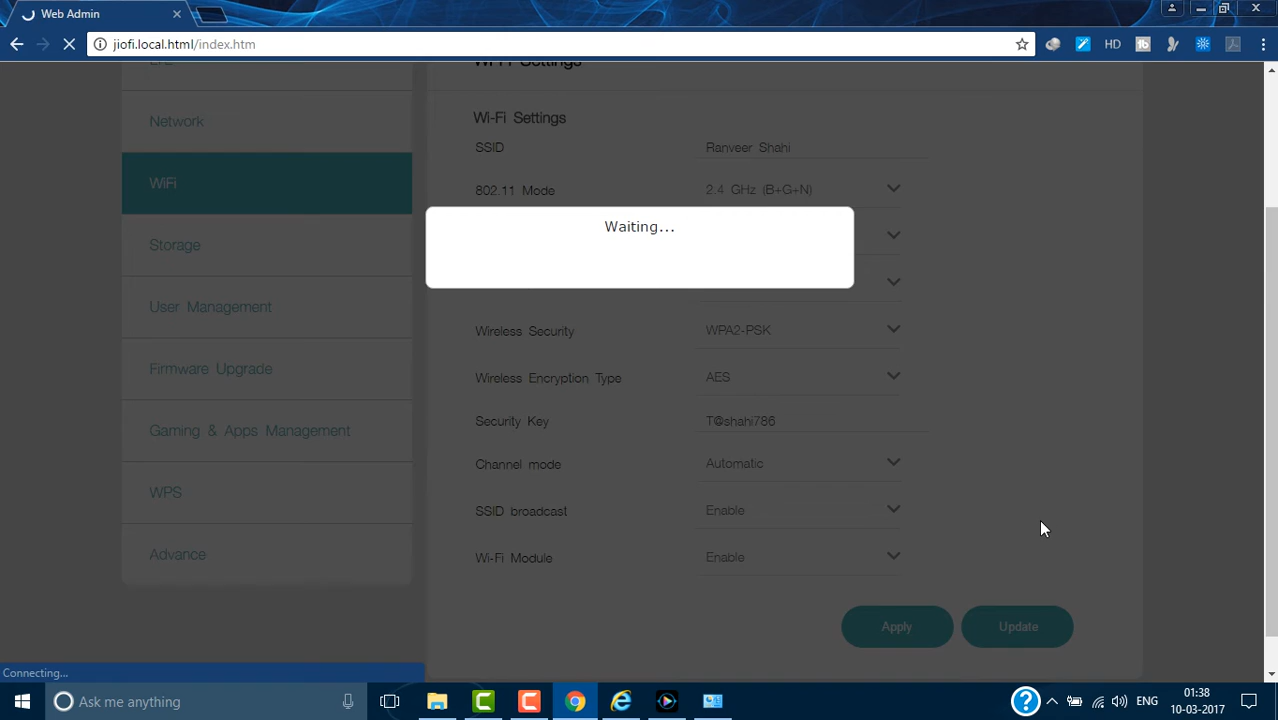 Web Admin
jiofi.local.html/index.htm
HD
Wi-Fi Settings
Network
Wi-Fi Settings
SSID Ranveer Shahi
WiFi
802.11 Mode 2.4 GHz (B+G+N)
Waiting...
Storage
User Management
Wireless Security WPA2-PSK
Firmware Upgrade
Wireless Encryption Type AES
Gaming & Apps Management
Security Key T@shahi786
Channel mode Automatic
WPS
SSID broadcast Enable
Advance
Wi-Fi Module Enable
Apply Update
Connecting...
Ask me anything
ENG
01:38
10-03-2017